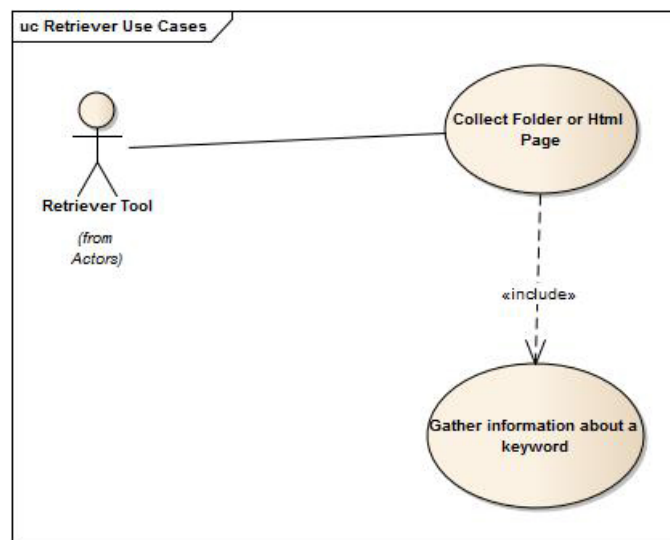 uc Retriever Use Cases
Collect Folder or Html
Page
Retriever Tool
(from
Actors)
«include»
Gather information about a
keyword